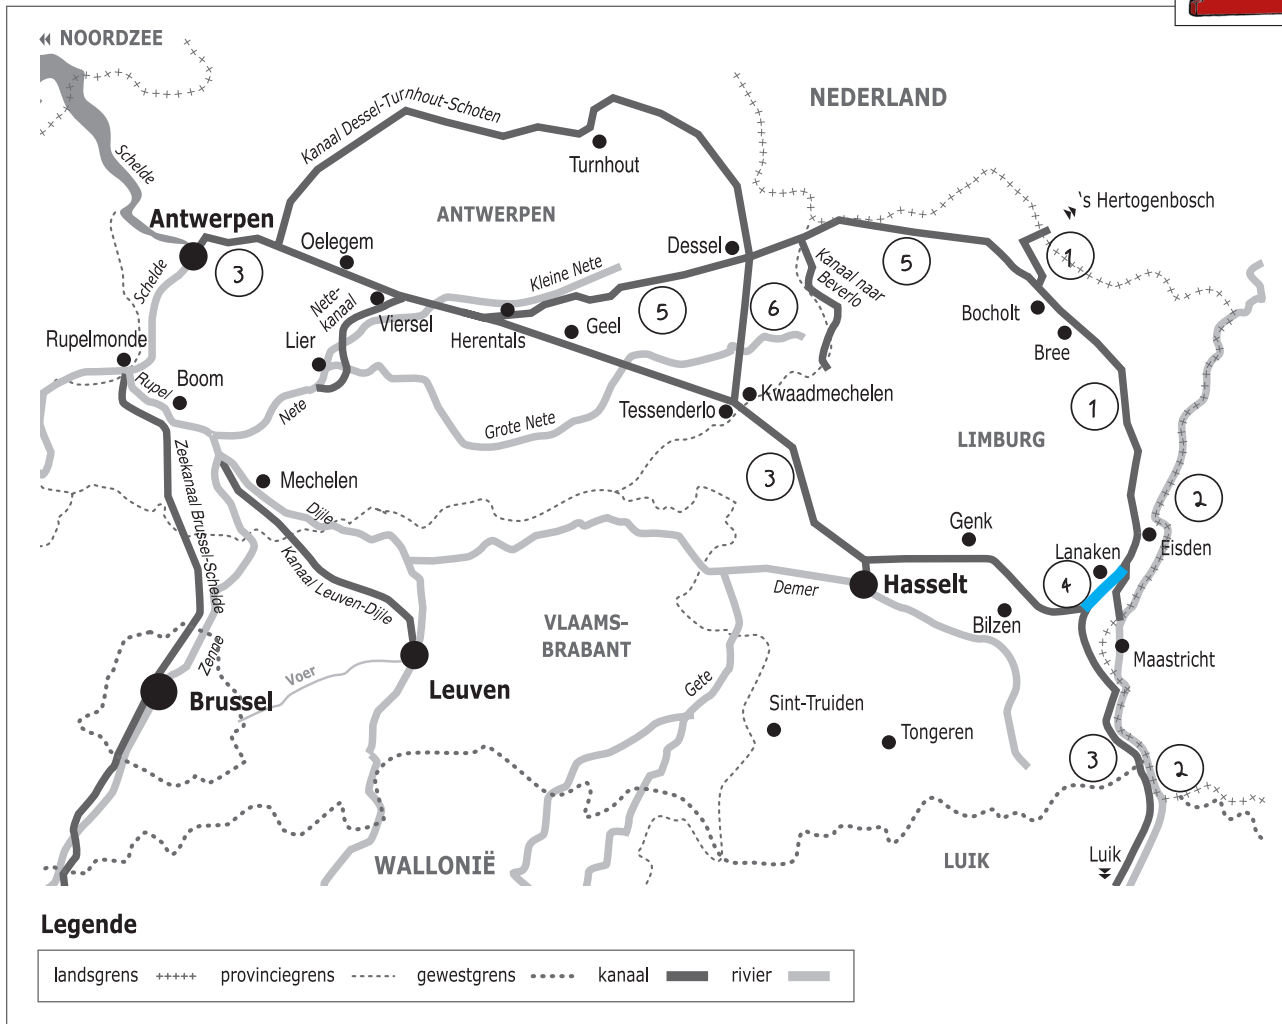 NOORDZEE
NEDERLAND
Kanaal Dessel-Turnhout-Schoten
Turnhout
Schelde
's Hertogenbosch
Antwerpen
ANTWERPEN
Oelegem
Dessel
1
3
5
Schelde
Kleine Nete
Kanaal naar
Beverlo
Nete-
kanaal
Viersel
5
6
Bocholt
Rupelmonde
Lier
Herentals
Geel
Bree
Rupel
Boom
Kwaadmechelen
1
Nete
Grote Nete
Tessenderlo
LIMBURG
Zeekanaal Brussel-Schelde
Mechelen
3
2
Dijle
Genk
Eisden
Kanaal Leuven-Dijle
Lanaken
Demer
Hasselt
4
Bilzen
VLAAMS-
BRABANT
Zenne
Maastricht
Voer
Leuven
Gete
Brussel
Sint-Truiden
Tongeren
3
2
WALLONIË
LUIK
Luik
Legende
landsgrens provinciegrens gewestgrens kanaal rivier